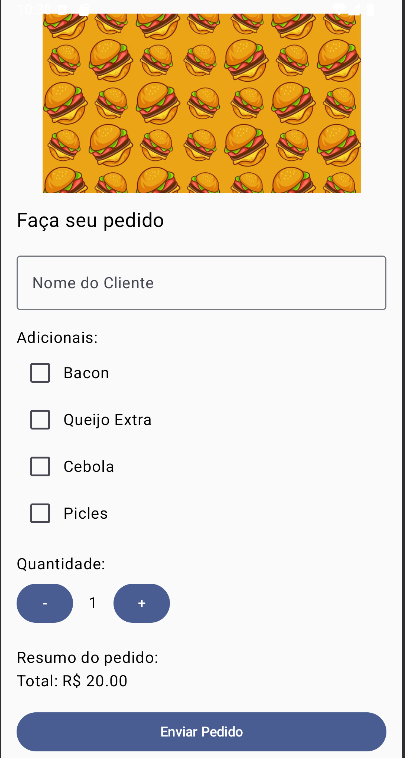 Faça seu pedido
Nome do Cliente
Adicionais:
Bacon
Queijo Extra
Cebola
Picles
Quantidade:
- 1 +
Resumo do pedido:
Total: R$ 20.00
Enviar Pedido